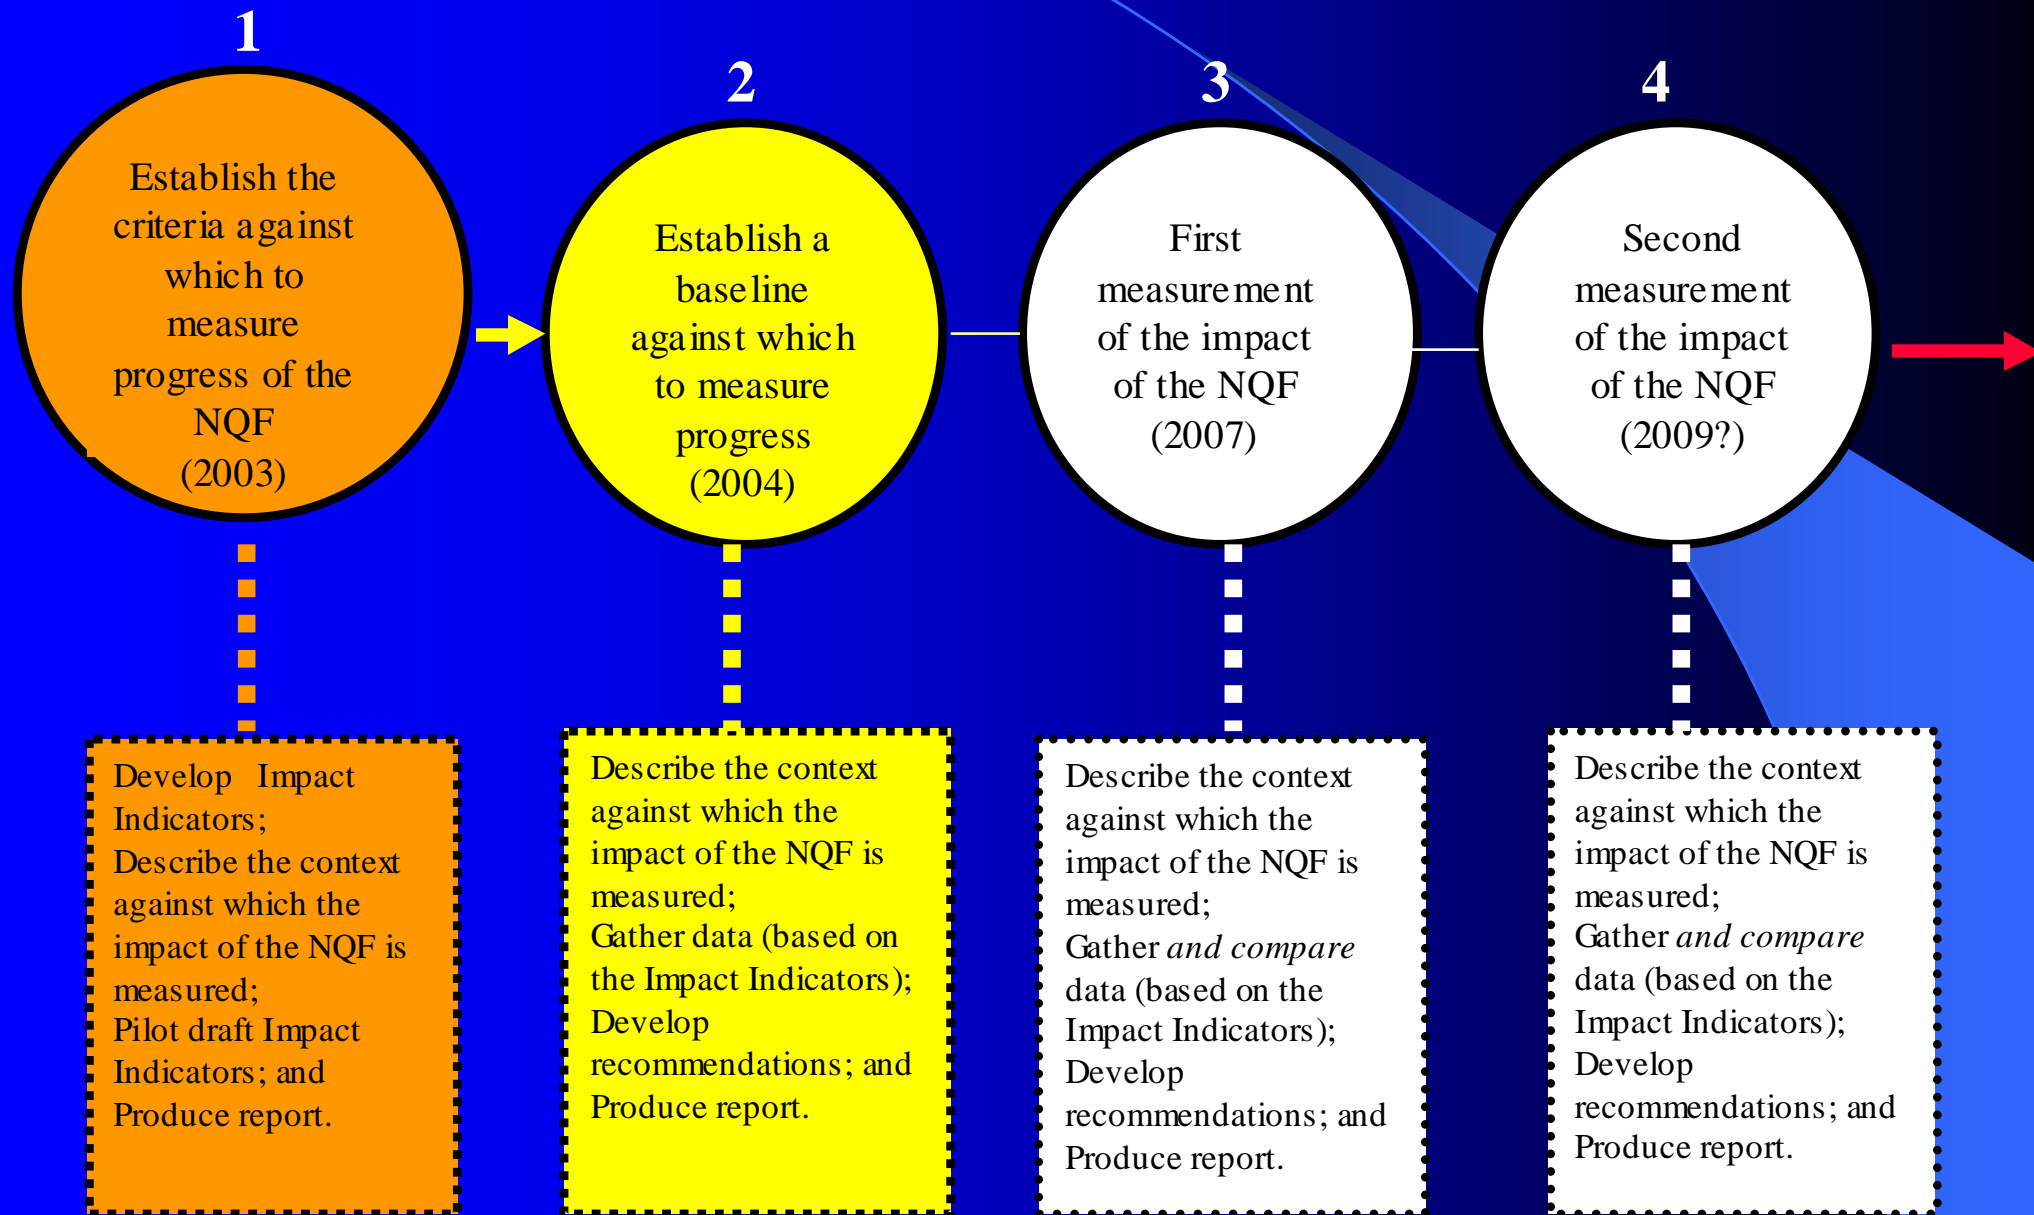 1
Establish the
criteria against
which to
measure
progress of the
NQF
(2003)
Develop Impact
Indicators;
Describe the context
against which the
impact of the NQF is
measured;
Pilot draft Impact
Indicators; and
Produce report.
2
Establish a
baseline
against which
to measure
progress
(2004)
Describe the context
against which the
impact of the NQF is
measured;
Gather data (based on
the Impact Indicators);
Develop
recommendations; and
Produce report.
3
First
measurement
of the impact
of the NQF
(2007)
Describe the context
against which the
impact of the NQF is
measured;
Gather and compare
data (based on the
Impact Indicators);
Develop
recommendations; and
Produce report.
4
Second
measurement
of the impact
of the NQF
(2009?)
Describe the context
against which the
impact of the NQF is
measured;
Gather and compare
data (based on the
Impact Indicators);
Develop
recommendations; and
Produce report.